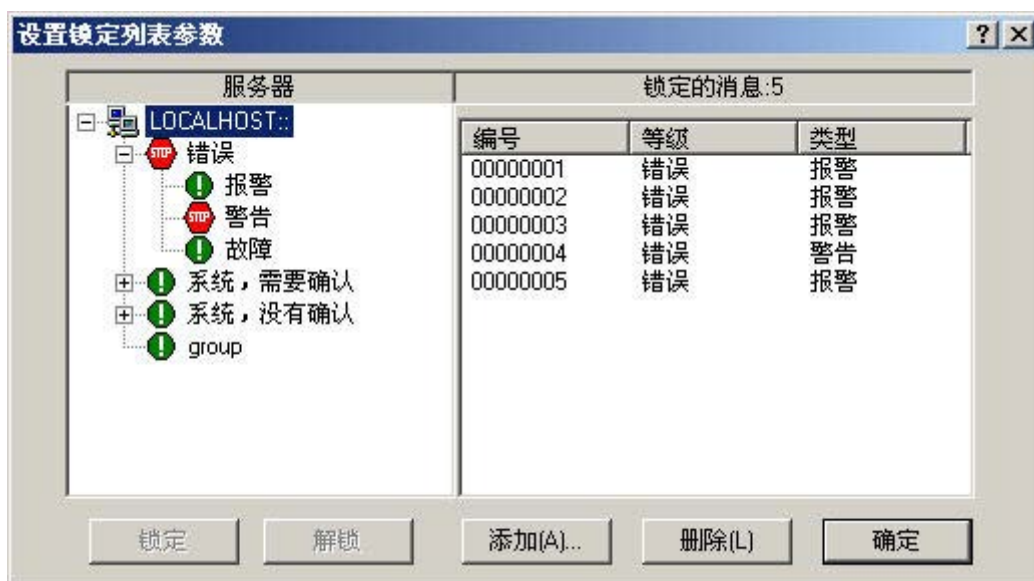 设置锁定列表参数
服务器
锁定的消息:5
LOCALHOST::
STOP 错误
报警
STOP 警告
故障
系统，需要确认
系统，没有确认
group
编号 等级 类型
00000001 错误 报警
00000002 错误 报警
00000003 错误 报警
00000004 错误 警告
00000005 错误 报警
锁定 解锁 添加(A)... 删除(L) 确定